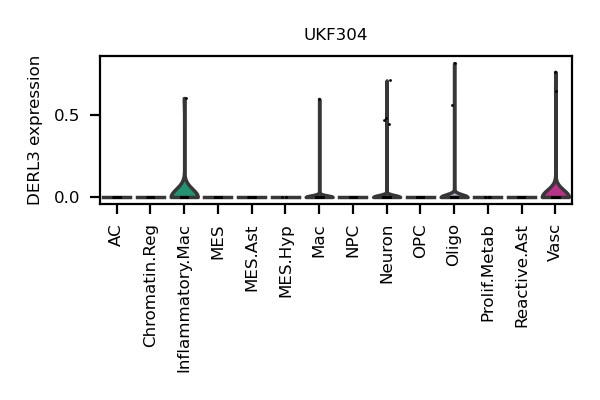 UKF304
DERL3 expression
0.5
0.0
AC
Chromatin.Reg
Inflammatory.Mac
MES
MES.Ast
MES.Hyp
Mac
NPC
Neuron
OPC
Oligo
Prolif.Metab
Reactive.Ast
Vasc